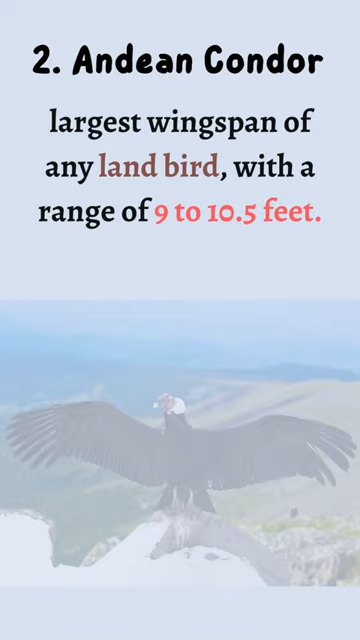 2. Andean Condor
largest wingspan of
any land bird, with a
range of 9 to 10.5 feet.